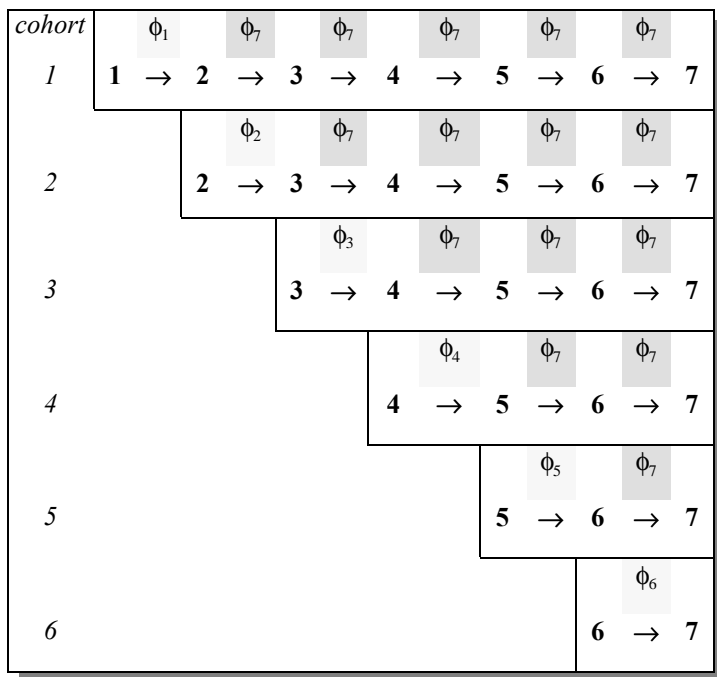 cohort ϕ1 ϕ7 ϕ7 ϕ7 ϕ7 ϕ7
1 1 → 2 → 3 → 4 → 5 → 6 → 7
ϕ2 ϕ7 ϕ7 ϕ7 ϕ7
2 2 → 3 → 4 → 5 → 6 → 7
ϕ3 ϕ7 ϕ7 ϕ7
3 3 → 4 → 5 → 6 → 7
ϕ4 ϕ7 ϕ7
4 4 → 5 → 6 → 7
ϕ5 ϕ7
5 5 → 6 → 7
ϕ6
6 6 → 7